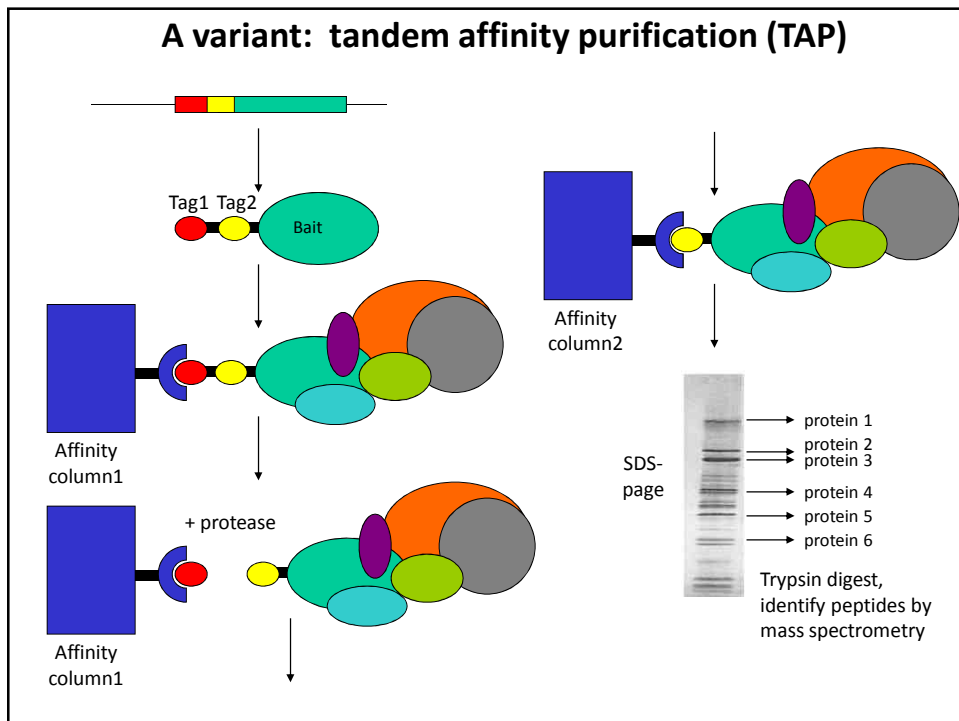 A variant:  tandem affinity purification (TAP)
Tag1 Tag2
Bait
Affinity
column1
+ protease
Affinity
column1
Affinity
column2
SDS-
page
protein 1
protein 2
protein 3
protein 4
protein 5
protein 6
Trypsin digest,
identify peptides by
mass spectrometry